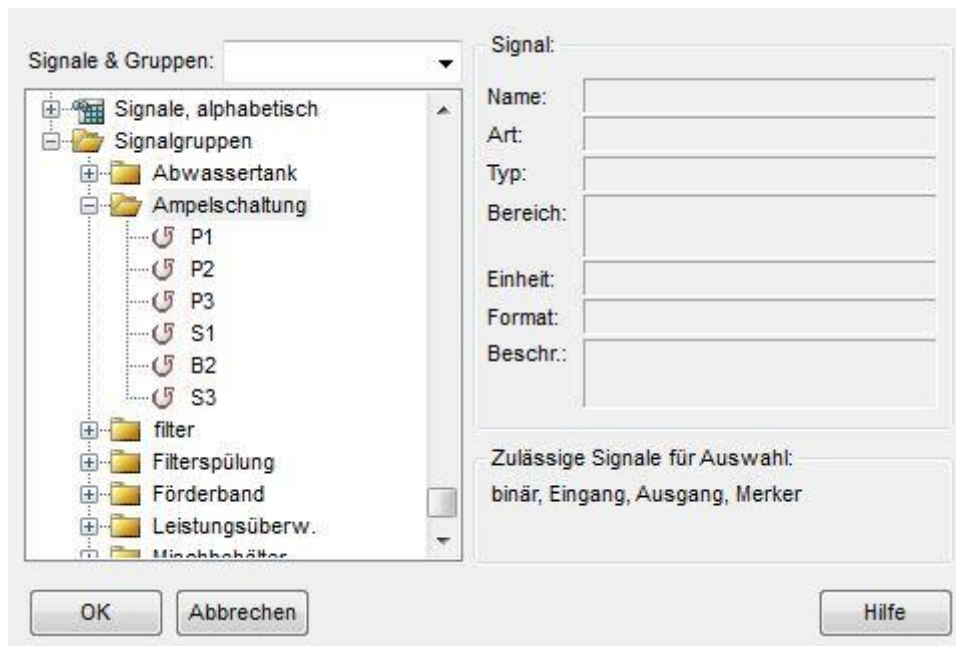 Signale & Gruppen:
Signale, alphabetisch
Signalgruppen
Abwassertank
Ampelschaltung
P1
P2
P3
S1
B2
S3
filter
Filterspülung
Förderband
Leistungsüberw.
Mischbehälter
Signal:
Name:
Art:
Typ:
Bereich:
Einheit:
Format:
Beschr.:
Zulässige Signale für Auswahl:
binär, Eingang, Ausgang, Merker
OK
Abbrechen
Hilfe